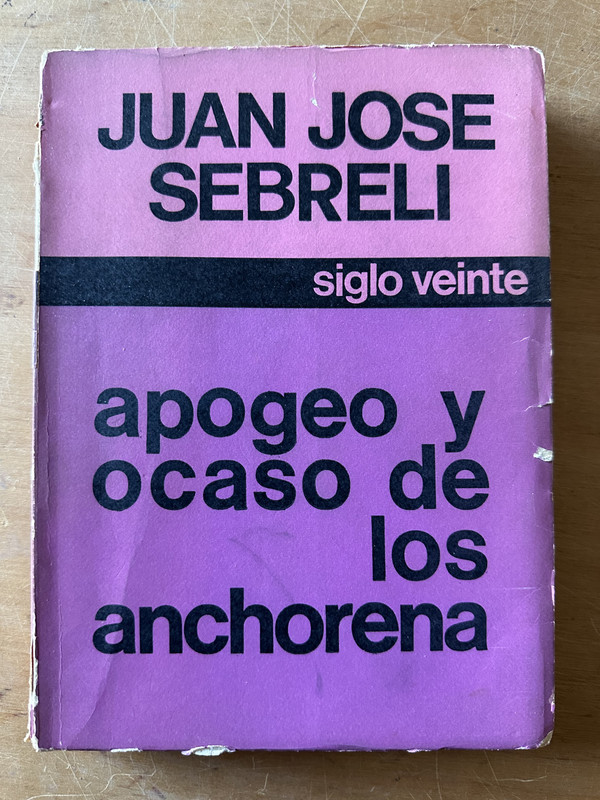 JUAN JOSE
SEBRELI
siglo veinte
apogeo y
ocaso de
los
anchorena